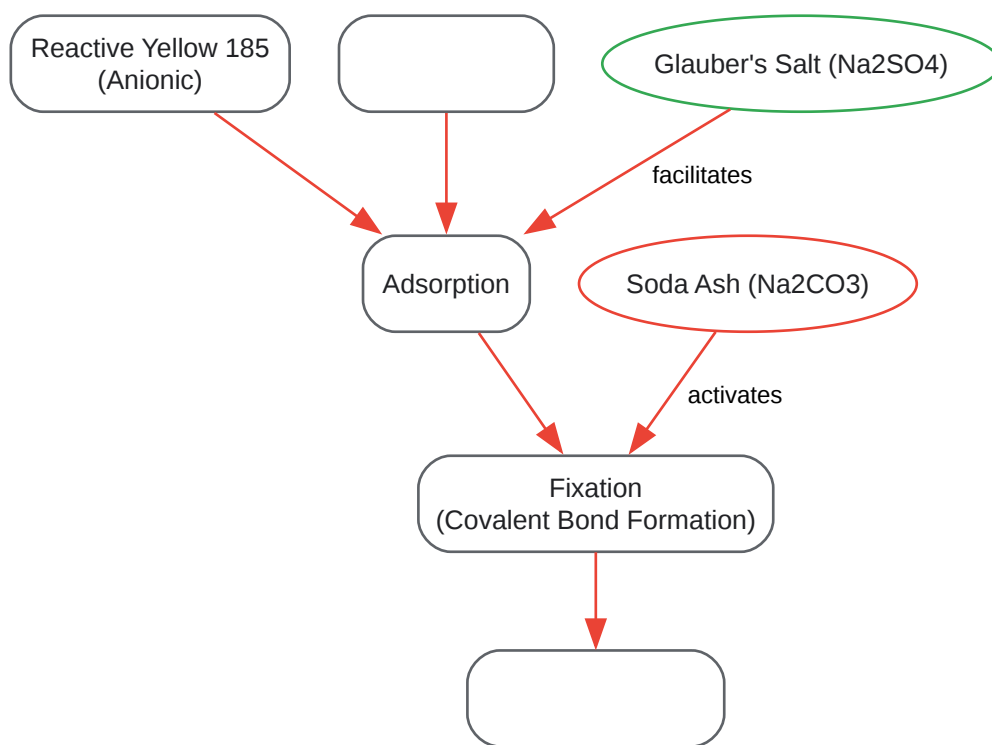 Reactive Yellow 185
(Anionic)
Glauber's Salt (Na2SO4)
facilitates
Adsorption
Soda Ash (Na2CO3)
activates
Fixation
(Covalent Bond Formation)